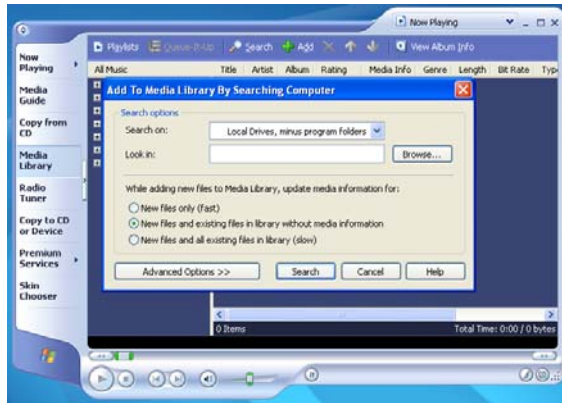 Now Playing
Playlists Queue-It-Up Search Add View Album Info
Now Playing
All Music Title Artist Album Rating Media Info Genre Length Bit Rate Typ
Media Guide
Copy from CD
Media Library
Radio Tuner
Copy to CD or Device
Premium Services
Skin Chooser
Add To Media Library By Searching Computer
Search options
Search on: Local Drives, minus program folders
Look in: Browse...
While adding new files to Media Library, update media information for:
New files only (fast)
New files and existing files in library without media information
New files and all existing files in library (slow)
Advanced Options >> Search Cancel Help
0 Items Total Time: 0:00 / 0 bytes